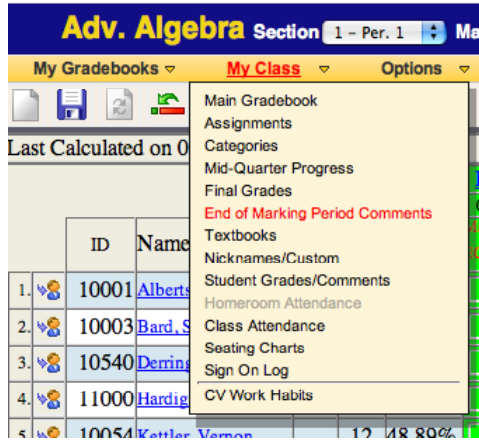 Adv. Algebra Section 1 - Per. 1 Ma
My Gradebooks My Class Options
Main Gradebook
Assignments
Categories
Mid-Quarter Progress
Final Grades
End of Marking Period Comments
Textbooks
Nicknames/Custom
Student Grades/Comments
Homeroom Attendance
Class Attendance
Seating Charts
Sign On Log
CV Work Habits
Last Calculated on 0
ID Name
1. 10001 Alberts
2. 10003 Bard, S
3. 10540 Derring
4. 11000 Hardig
5. 10054 Kettler, Vernon 12 48.89%